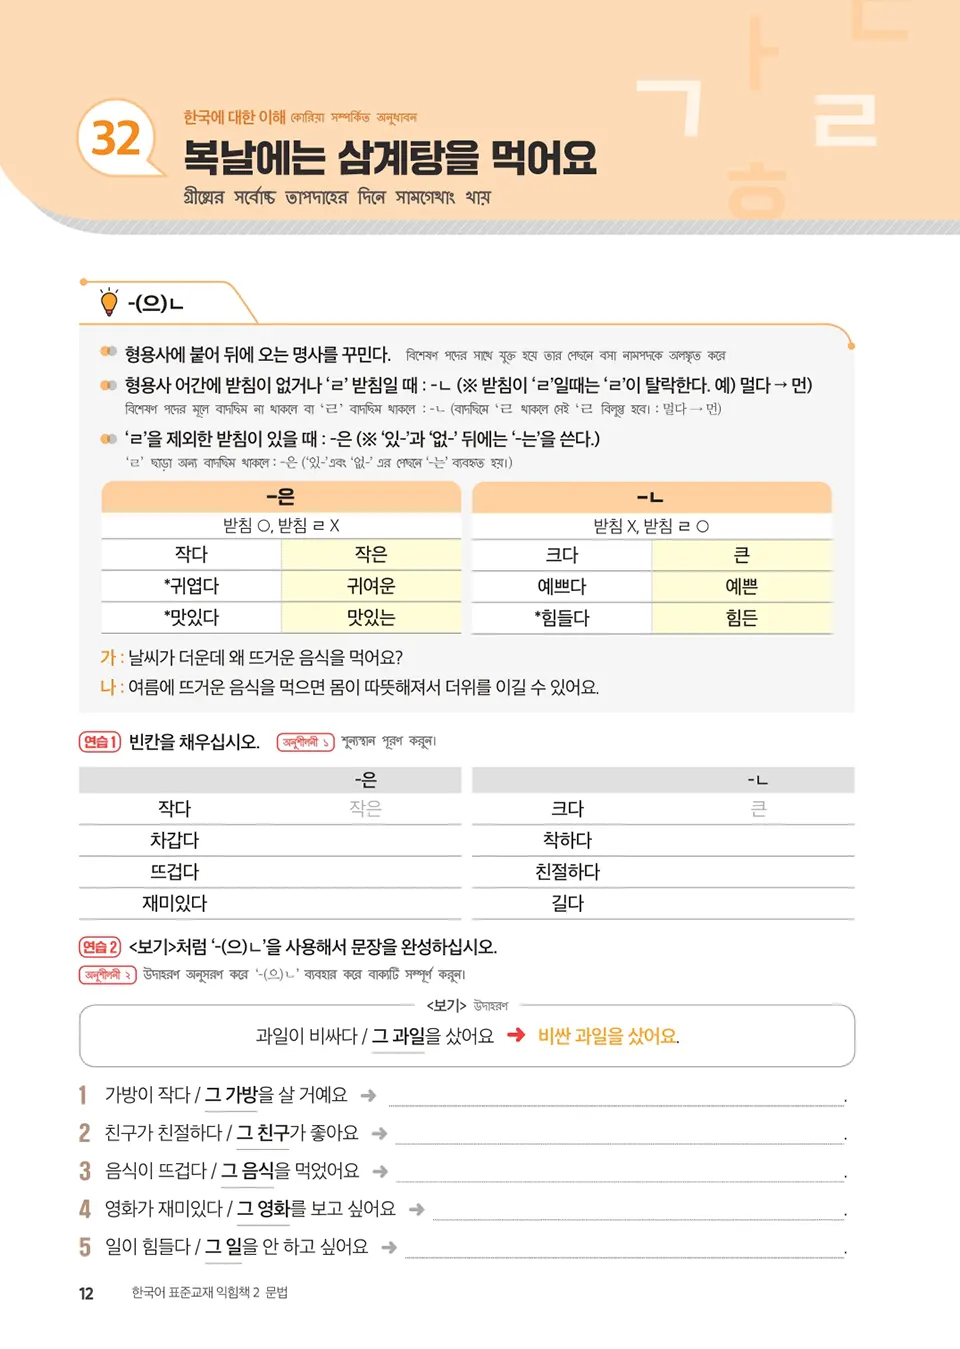 32
한국에 대한 이해 কোরিয়া সম্পর্কিত অনুধাবন
복날에는 삼계탕을 먹어요
গ্রীষ্মের সর্বোচ্চ তাপদাহের দিনে সামগেথাং খায়
ㄱ ㅏ ㄴ ㄹ ㅎ
-(으)ㄴ
형용사에 붙어 뒤에 오는 명사를 꾸민다. বিশেষণ পদের সাথে যুক্ত হয়ে তার পেছনে বসা নামপদকে অলঙ্কৃত করে
형용사 어간에 받침이 없거나 ‘ㄹ’ 받침일 때 : -ㄴ (※ 받침이 ‘ㄹ’일때는 ‘ㄹ’이 탈락한다. 예) 멀다 → 먼)
বিশেষণ পদের মূলে বাদছিম না থাকলে বা ‘ㄹ’ বাদছিম থাকলে : -ㄴ (বাদছিমে ‘ㄹ থাকলে সেই ‘ㄹ বিলুপ্ত হবে। : 멀다 → 먼)
‘ㄹ’을 제외한 받침이 있을 때 : -은 (※ ‘있-’과 ‘없-’ 뒤에는 ‘-는’을 쓴다.)
‘ㄹ’ ছাড়া অন্য বাদছিম থাকলে : -은 (‘있-’এবং ‘없-’ এর পেছনে ‘-는’ ব্যবহৃত হয়।)
-은 -ㄴ
받침 ○, 받침 ㄹ X 받침 X, 받침 ㄹ ○
작다 작은 크다 큰
*귀엽다 귀여운 예쁘다 예쁜
*맛있다 맛있는 *힘들다 힘든
가 : 날씨가 더운데 왜 뜨거운 음식을 먹어요?
나 : 여름에 뜨거운 음식을 먹으면 몸이 따뜻해져서 더위를 이길 수 있어요.
연습 1 빈칸을 채우십시오. অনুশীলনী ১ শূন্যস্থান পূরণ করুন।
-은 -ㄴ
작다 작은 크다 큰
차갑다 착하다
뜨겁다 친절하다
재미있다 길다
연습 2 <보기>처럼 ‘-(으)ㄴ’을 사용해서 문장을 완성하십시오.
অনুশীলনী ২ উদাহরণ অনুসরণ করে ‘-(으)ㄴ’ ব্যবহার করে বাক্যটি সম্পূর্ণ করুন।
<보기> উদাহরণ
과일이 비싸다 / 그 과일을 샀어요 ➜ 비싼 과일을 샀어요.
1 가방이 작다 / 그 가방을 살 거예요 ➜ .
2 친구가 친절하다 / 그 친구가 좋아요 ➜ .
3 음식이 뜨겁다 / 그 음식을 먹었어요 ➜ .
4 영화가 재미있다 / 그 영화를 보고 싶어요 ➜ .
5 일이 힘들다 / 그 일을 안 하고 싶어요 ➜ .
12 한국어 표준교재 익힘책 2 문법